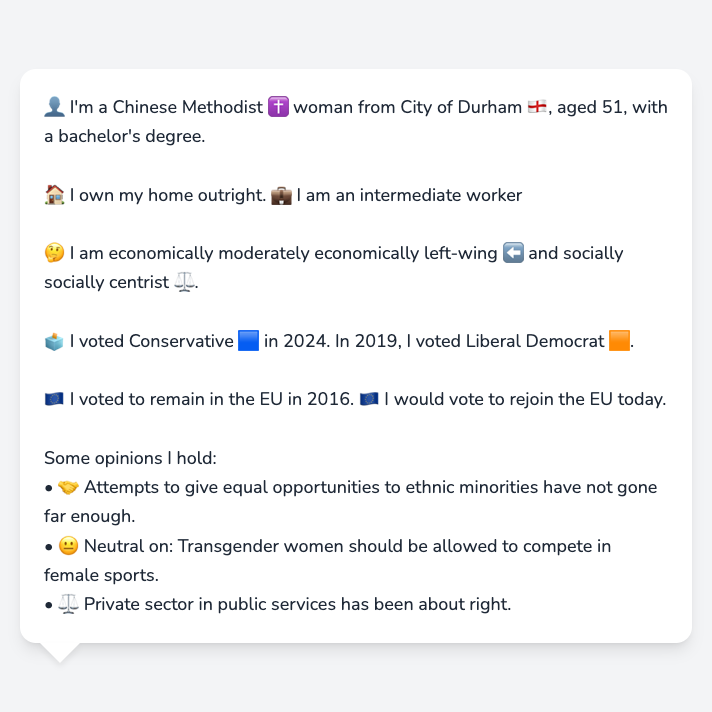 👤 I'm a Chinese Methodist ✝️ woman from City of Durham 🏴󠁧󠁢󠁥󠁮󠁧󠁿, aged 51, with
a bachelor's degree.
🏠 I own my home outright. 💼 I am an intermediate worker
🤔 I am economically moderately economically left-wing ⬅️ and socially
socially centrist ⚖️.
🗳️ I voted Conservative 🟦 in 2024. In 2019, I voted Liberal Democrat 🟧.
🇪🇺 I voted to remain in the EU in 2016. 🇪🇺 I would vote to rejoin the EU today.
Some opinions I hold:
• 🤝 Attempts to give equal opportunities to ethnic minorities have not gone
far enough.
• 😐 Neutral on: Transgender women should be allowed to compete in
female sports.
• ⚖️ Private sector in public services has been about right.